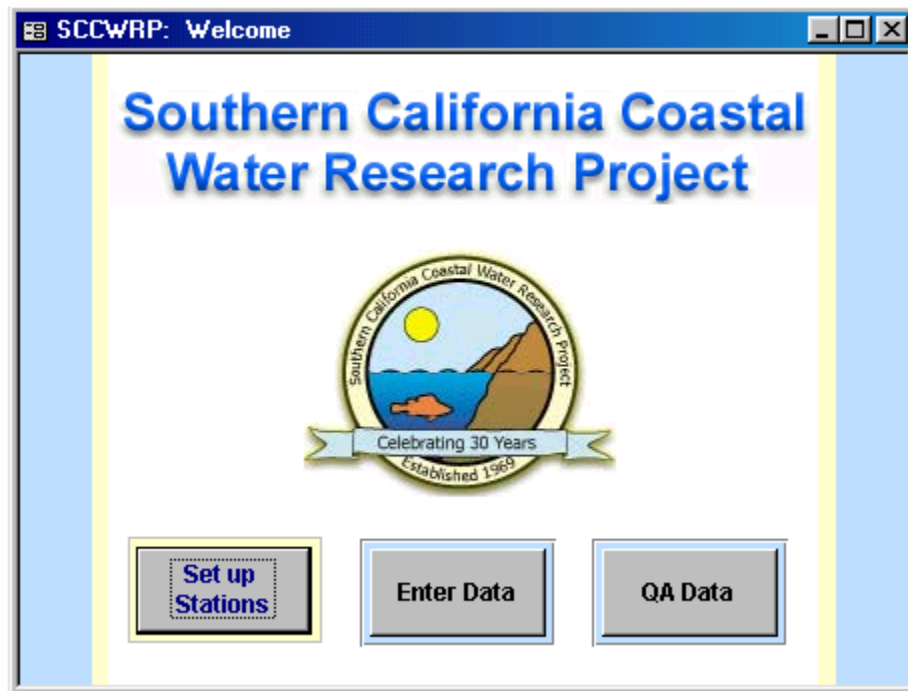 SCCWRP: Welcome
Southern California Coastal
Water Research Project
Southern California Coastal Water Research Project
Celebrating 30 Years
Established 1969
Set up
Stations
Enter Data
QA Data